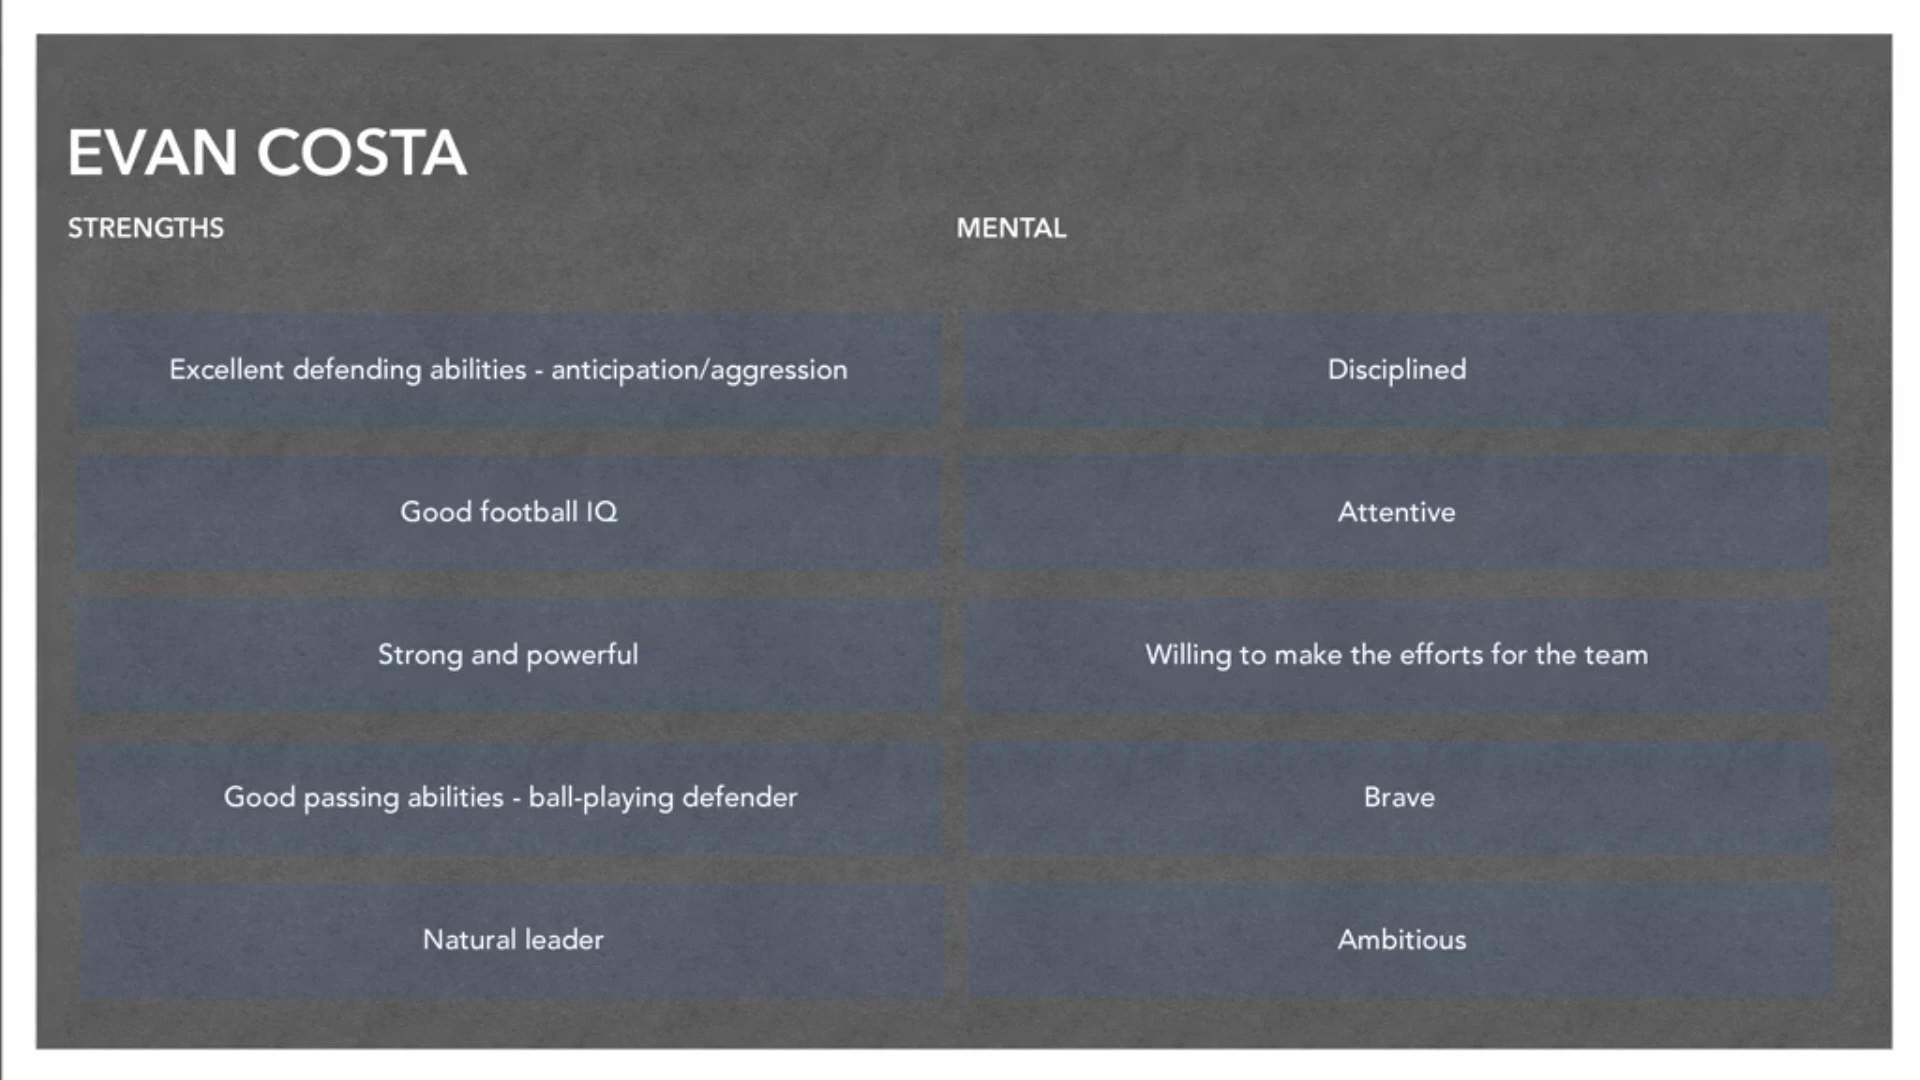 EVAN COSTA
STRENGTHS
MENTAL
Excellent defending abilities - anticipation/aggression
Disciplined
Good football IQ
Attentive
Strong and powerful
Willing to make the efforts for the team
Good passing abilities - ball-playing defender
Brave
Natural leader
Ambitious